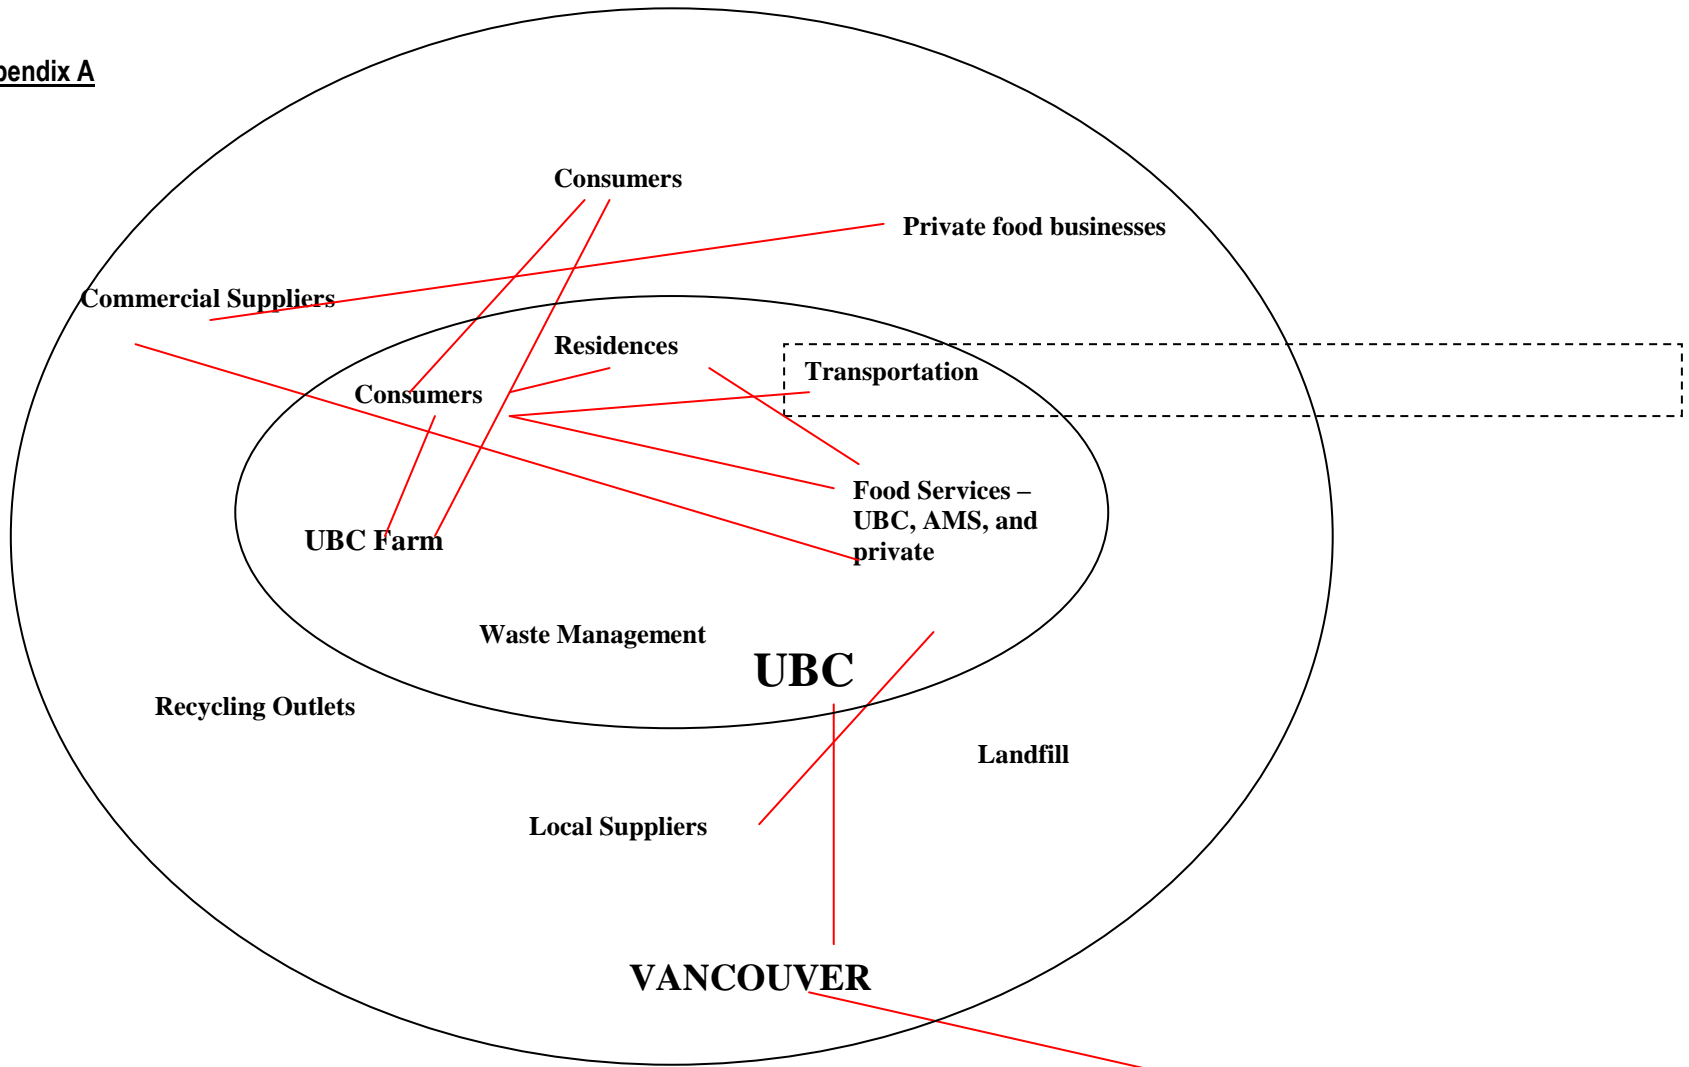 pendix A
Consumers
Private food businesses
Commercial Suppliers
Residences
Transportation
Consumers
Food Services –
UBC, AMS, and
private
UBC Farm
Waste Management
UBC
Recycling Outlets
Landfill
Local Suppliers
VANCOUVER